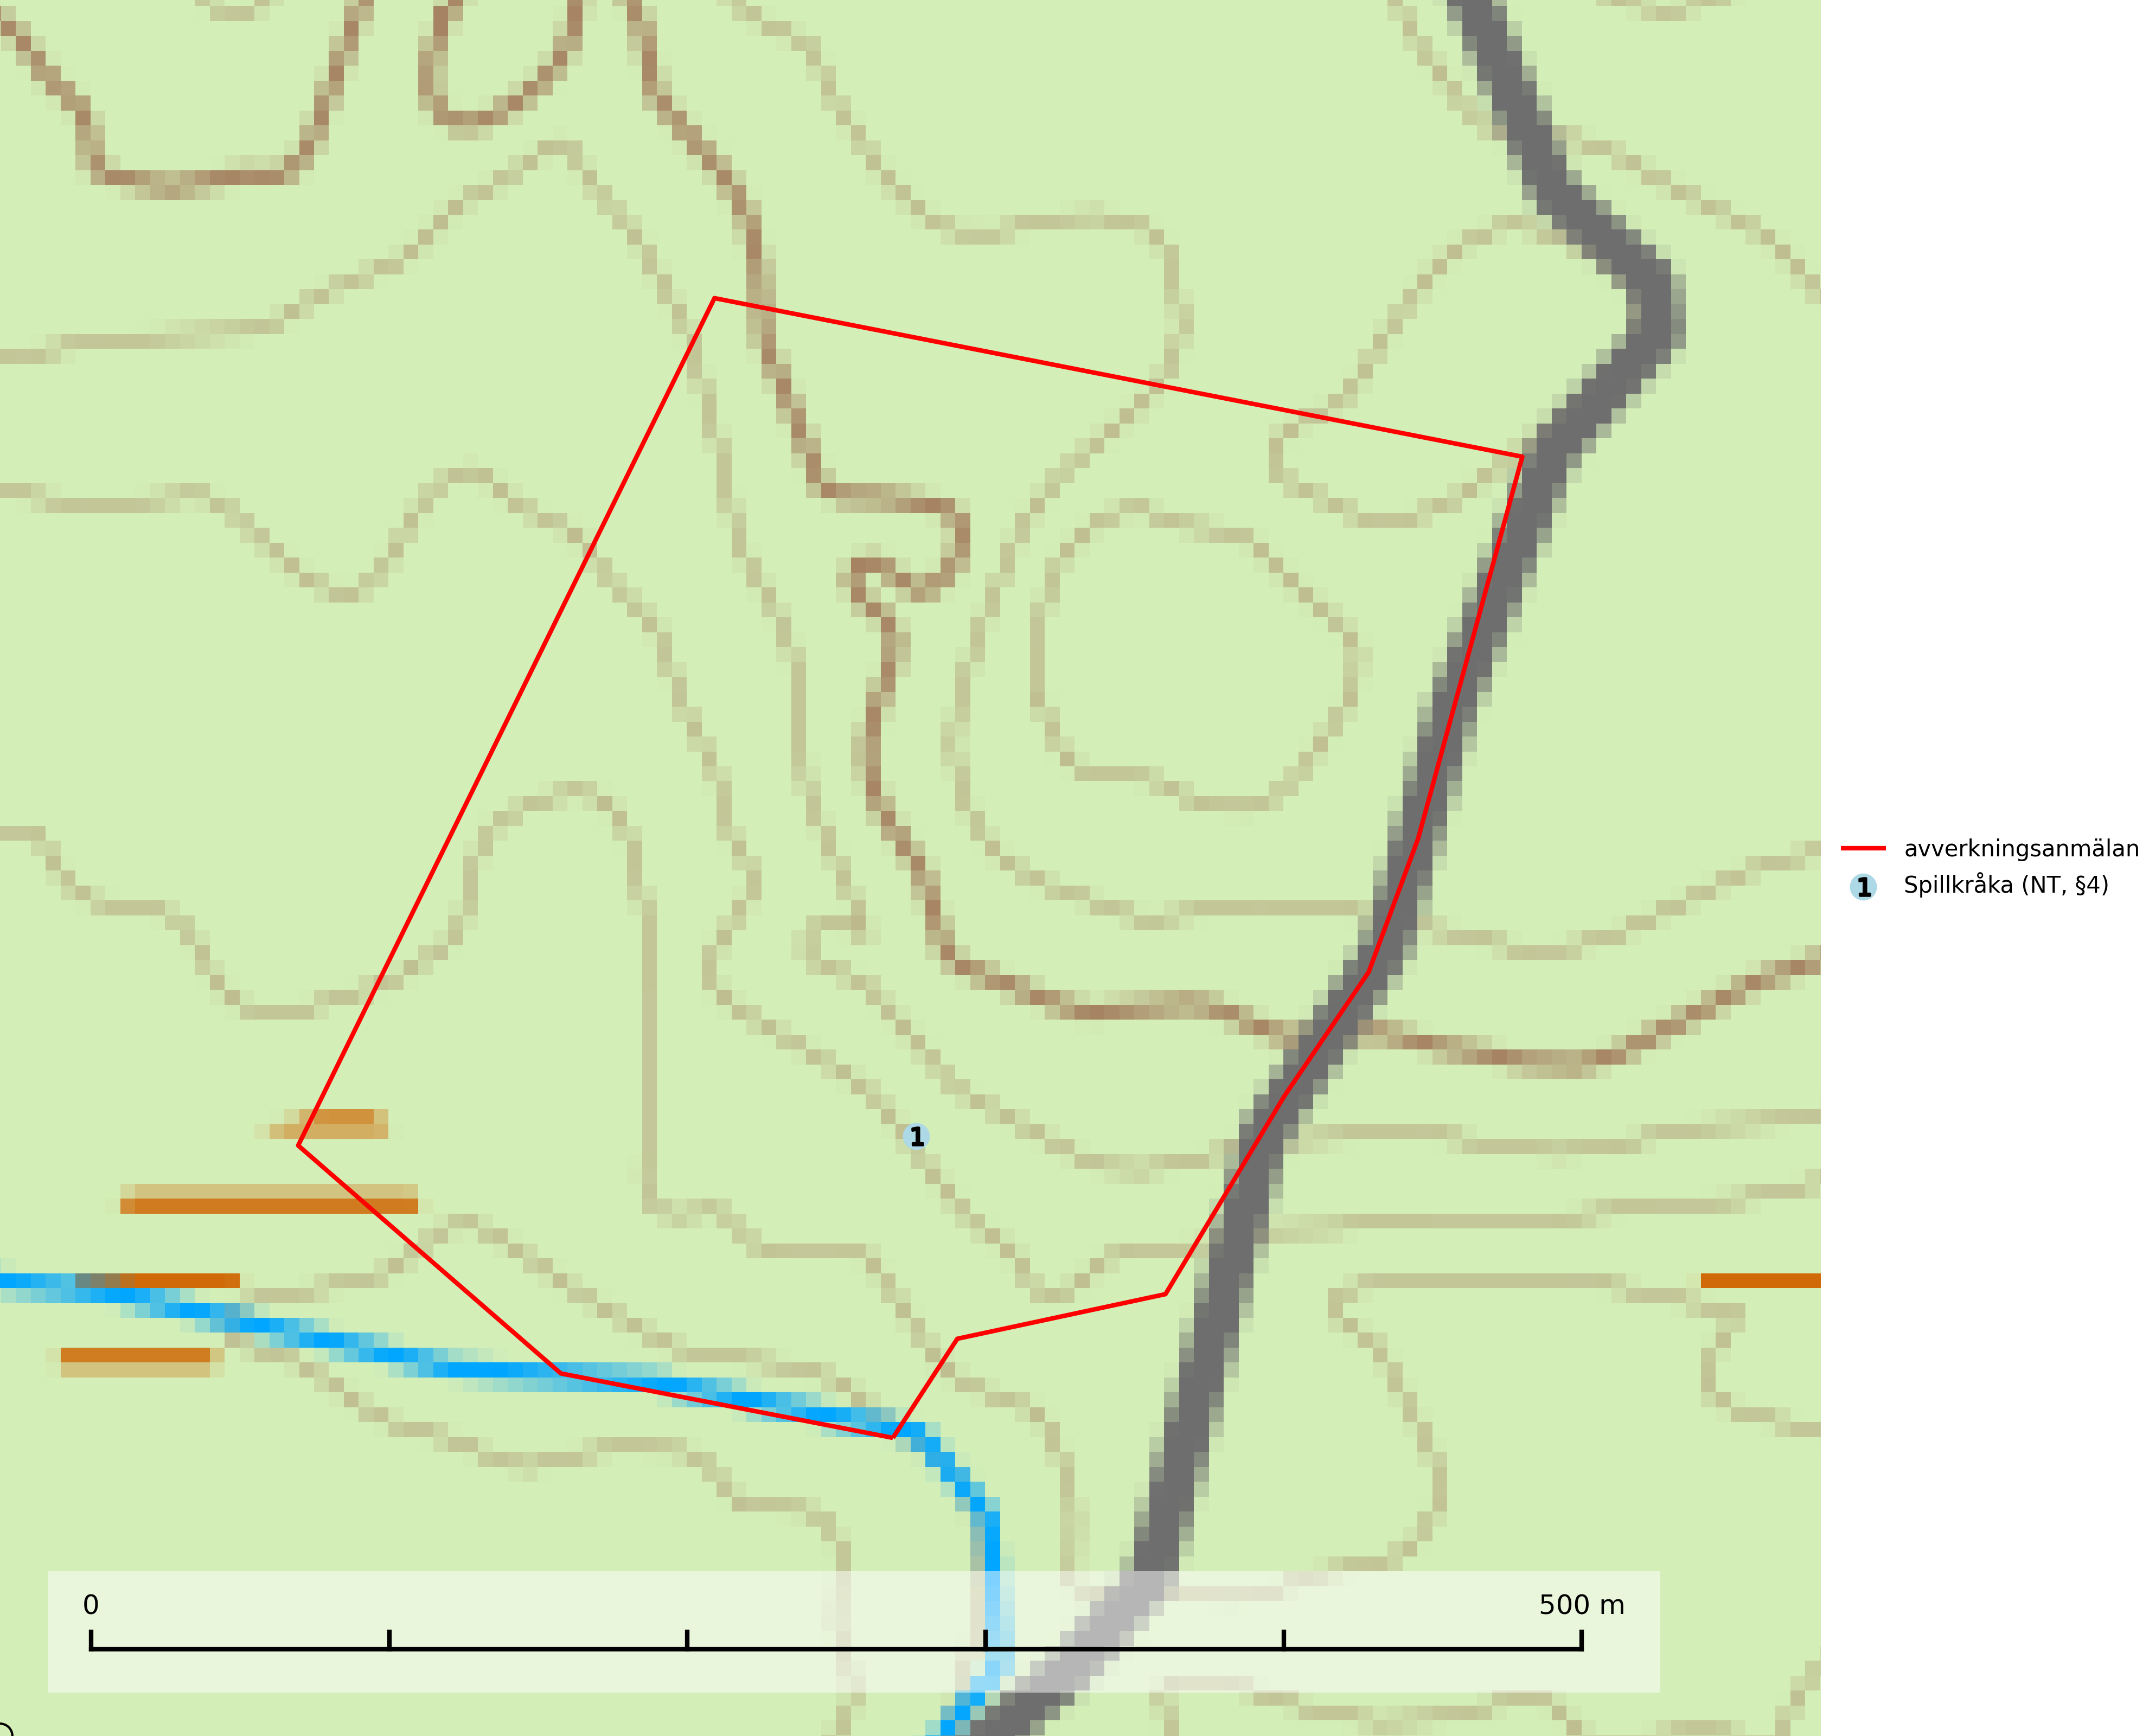 1
avverkningsanmälan
1 Spillkråka (NT, §4)
0 500 m